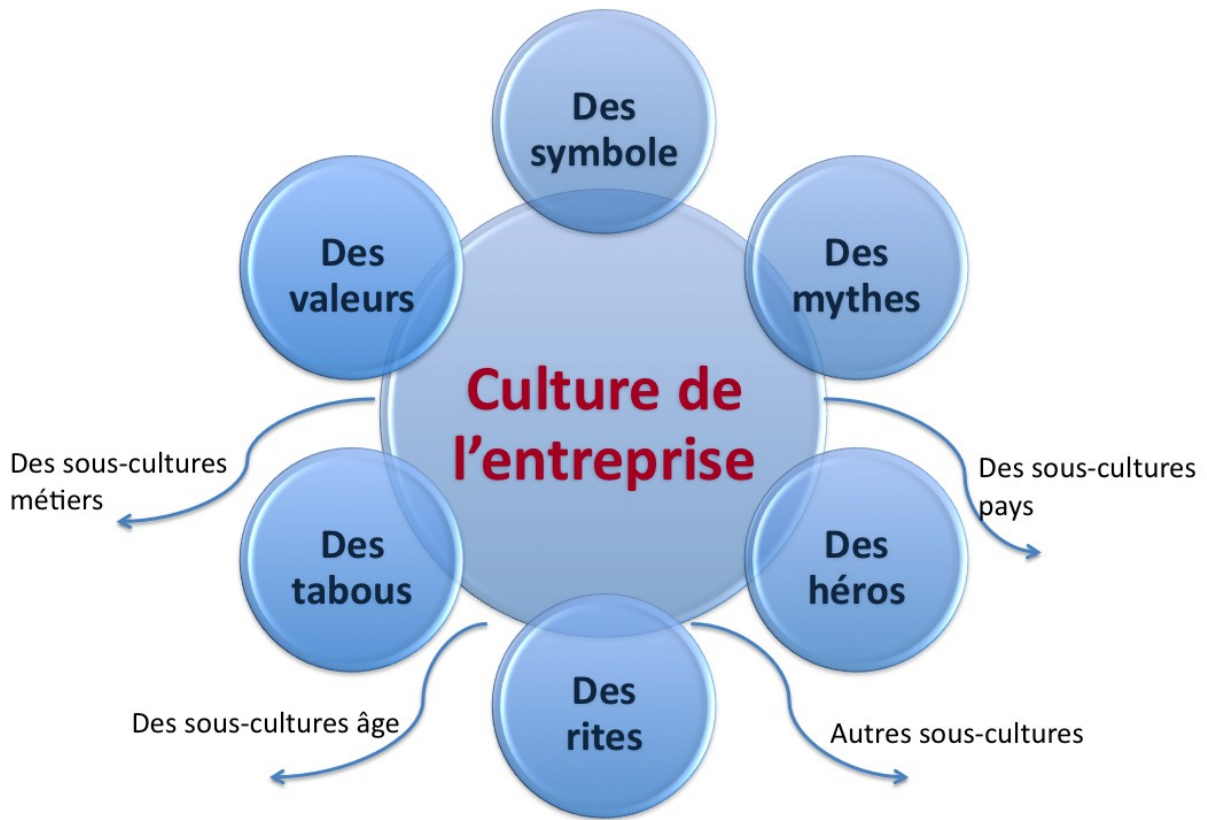 Des
symbole
Des
valeurs
Des
mythes
Culture de
l’entreprise
Des sous-cultures
métiers
Des sous-cultures
pays
Des
tabous
Des
héros
Des
rites
Des sous-cultures âge
Autres sous-cultures